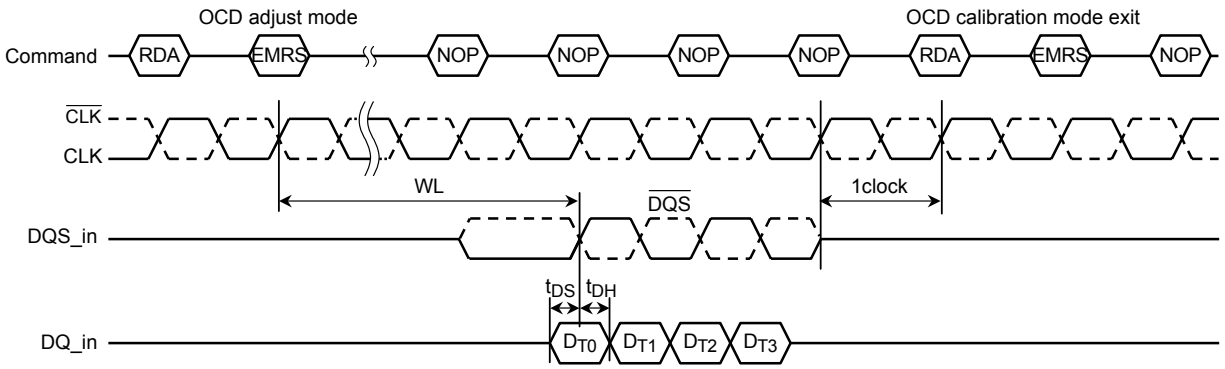 OCD adjust mode OCD calibration mode exit
Command RDA EMRS NOP NOP NOP NOP RDA EMRS NOP
CLK
CLK
WL DQS 1clock
DQS_in
tDS tDH
DQ_in DT0 DT1 DT2 DT3